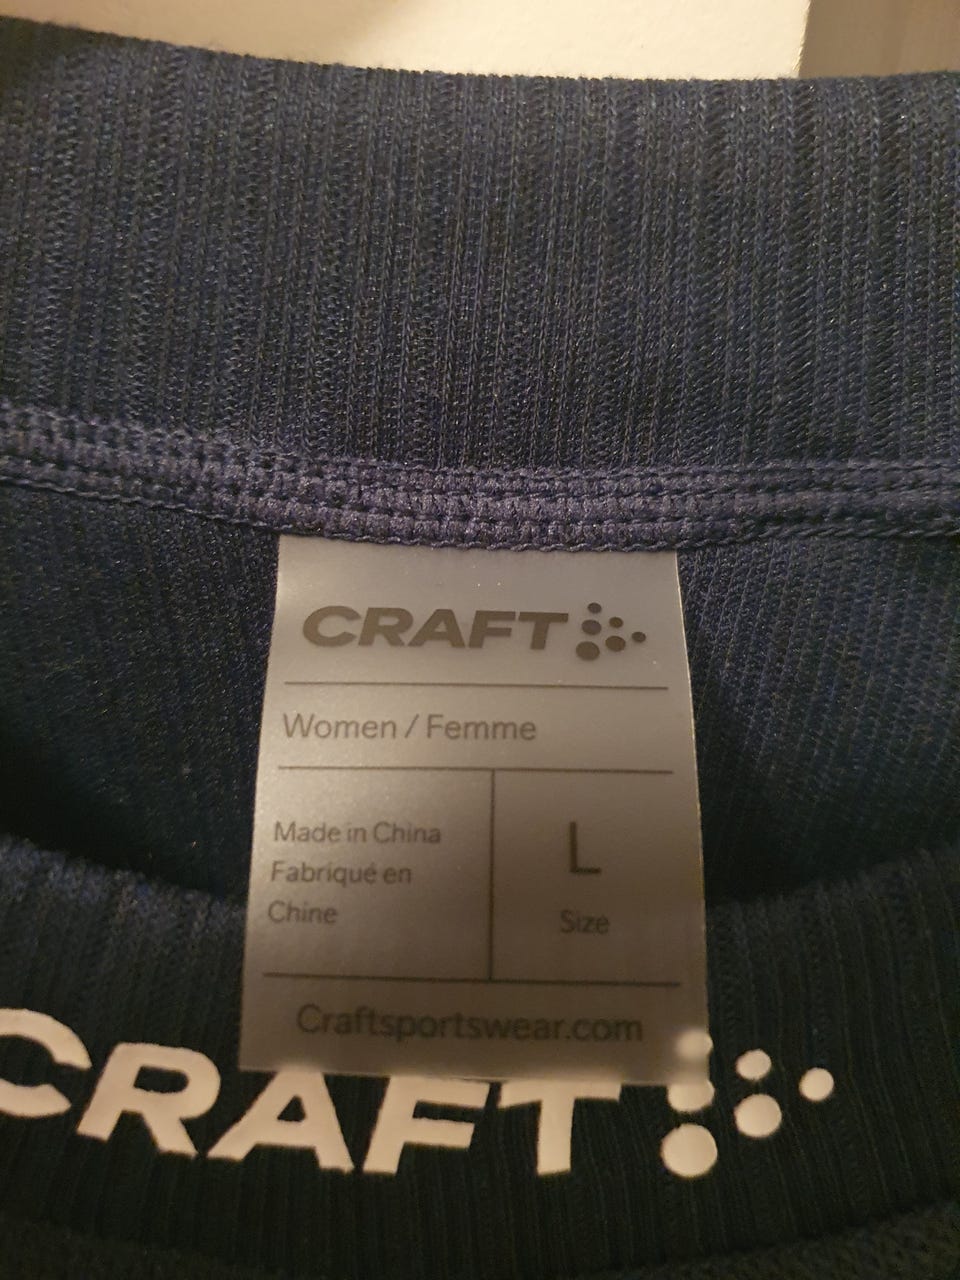 CRAFT
Women / Femme
Made in China
Fabriqué en
Chine
L
Size
Craftsportswear.com
CRAFT